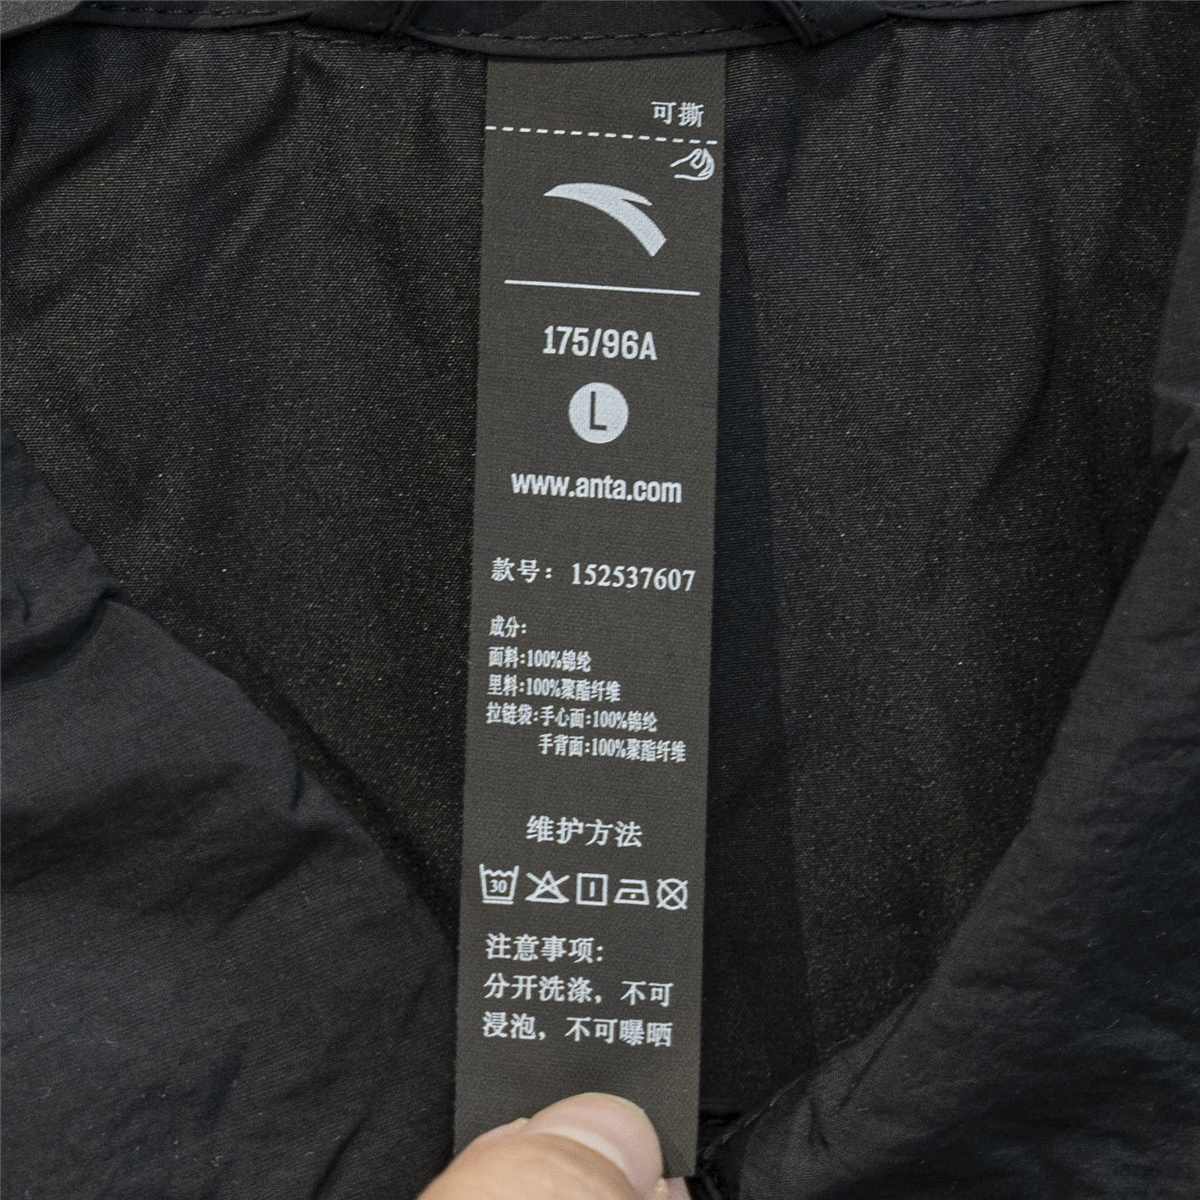 可撕
175/96A
L
www.anta.com
款号：152537607
成分：
面料：100%锦纶
里料：100%聚酯纤维
拉链袋：手心面：100%锦纶
手背面：100%聚酯纤维
维护方法
30
注意事项：
分开洗涤，不可
浸泡，不可曝晒